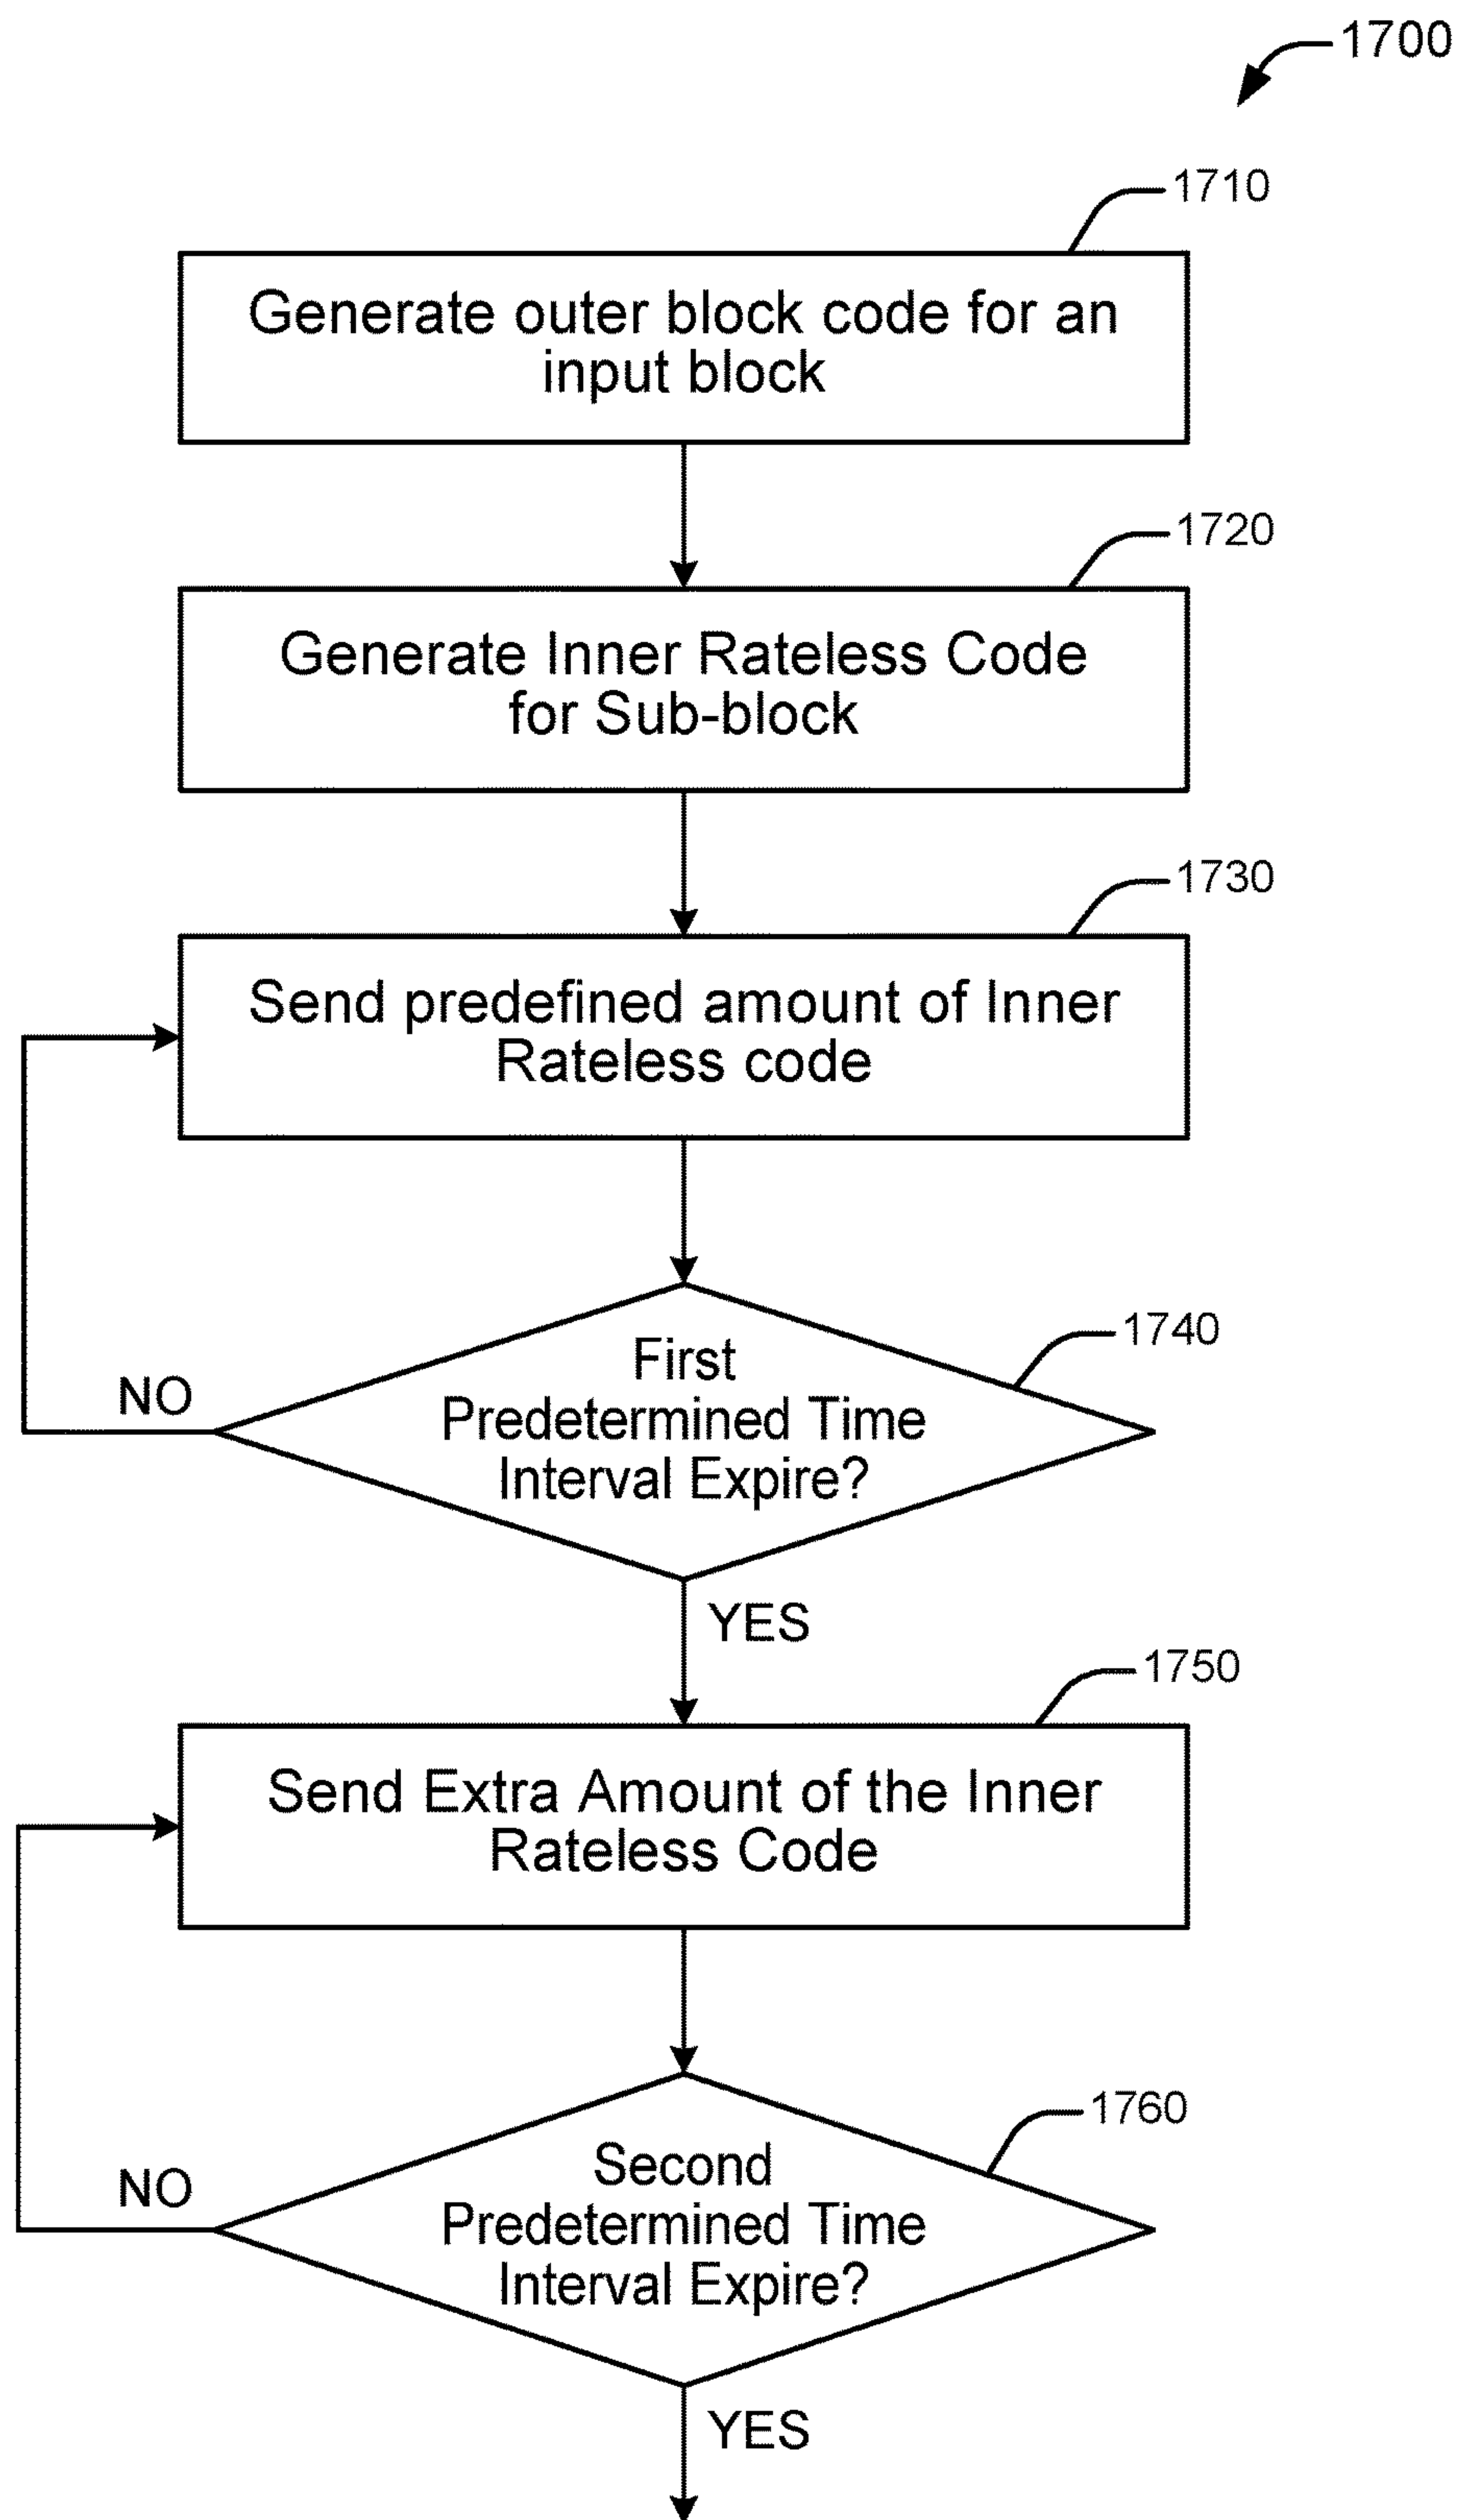 1700
1710
Generate outer block code for an
input block
1720
Generate Inner Rateless Code
for Sub-block
1730
Send predefined amount of Inner
Rateless code
1740
First
Predetermined Time
Interval Expire?
NO
YES
1750
Send Extra Amount of the Inner
Rateless Code
1760
Second
Predetermined Time
Interval Expire?
NO
YES